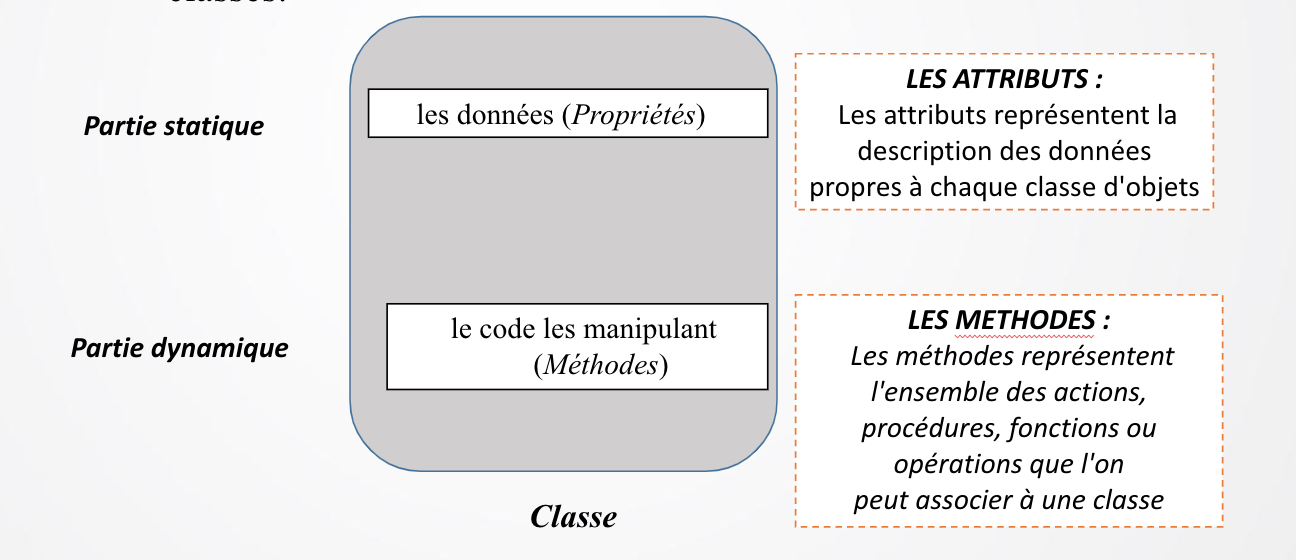 classes.
Partie statique
les données (Propriétés)
LES ATTRIBUTS :
Les attributs représentent la
description des données
propres à chaque classe d'objets
Partie dynamique
le code les manipulant
(Méthodes)
LES METHODES :
Les méthodes représentent
l'ensemble des actions,
procédures, fonctions ou
opérations que l'on
peut associer à une classe
Classe